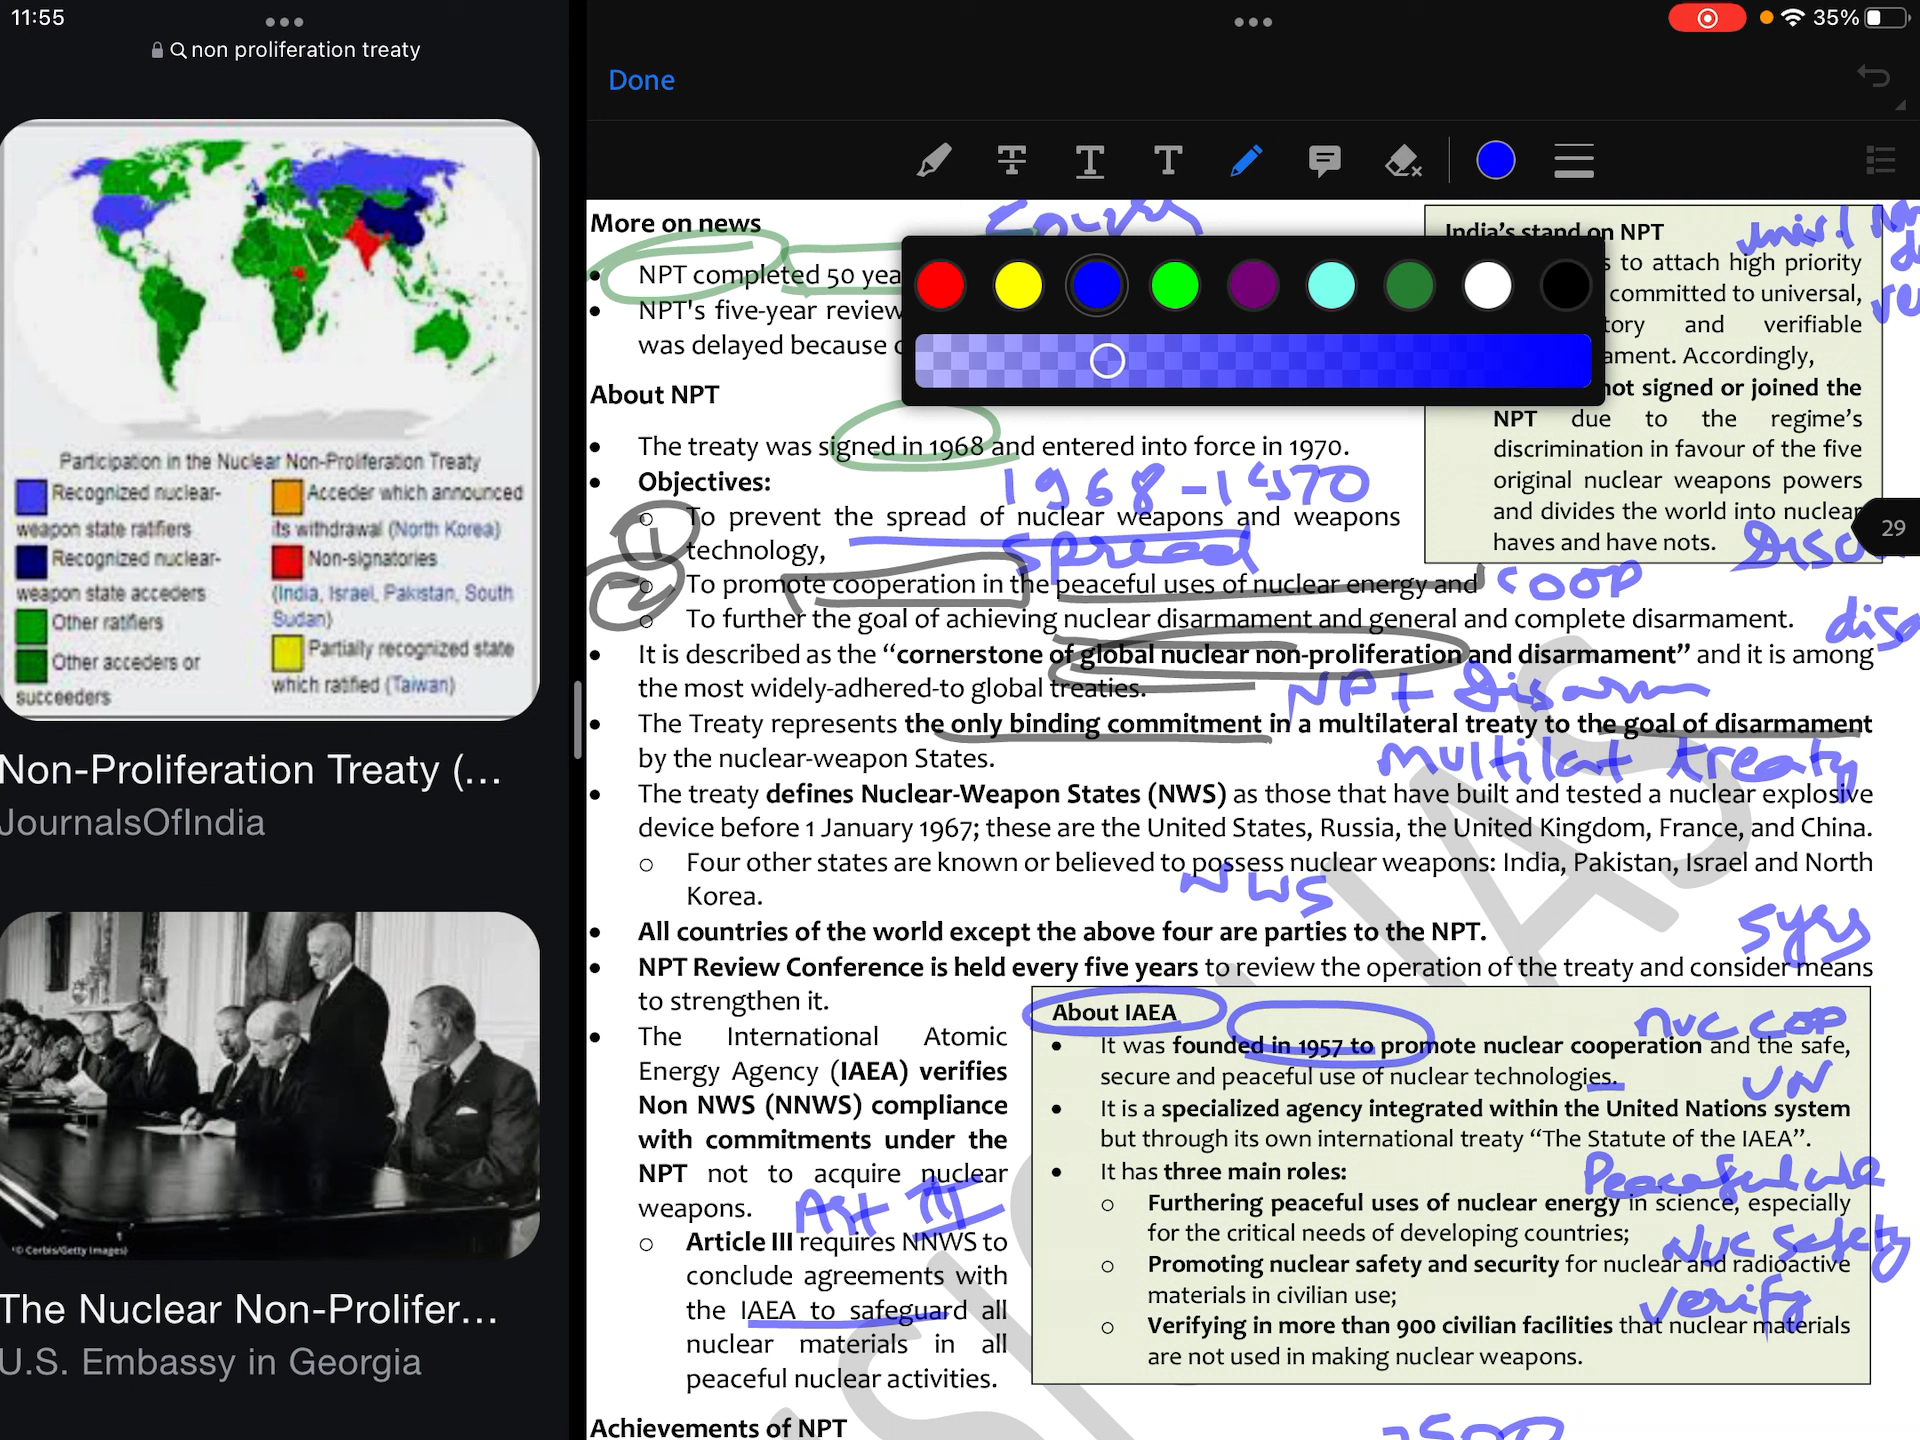 11:55
non proliferation treaty
35%
Done
Participation in the Nuclear Non-Proliferation Treaty
Recognized nuclear-
weapon state ratifiers
Recognized nuclear-
weapon state acceders
Other ratifiers
Other acceders or
succeeders
Acceder which announced
its withdrawal (North Korea)
Non-signatories
(India, Israel, Pakistan, South
Sudan)
Partially recognized state
which ratified (Taiwan)
Non-Proliferation Treaty (...
JournalsOfIndia
© Corbis/Getty Images)
The Nuclear Non-Prolifer...
U.S. Embassy in Georgia
More on news
NPT completed 50 yea
NPT's five-year review
was delayed because
India's stand on NPT
s to attach high priority
committed to universal,
tory and verifiable
ament. Accordingly,
not signed or joined the
NPT due to the regime's
discrimination in favour of the five
original nuclear weapons powers
and divides the world into nuclear
haves and have nots.
29
About NPT
The treaty was signed in 1968 and entered into force in 1970.
Objectives:
1968-1970
To prevent the spread of nuclear weapons and weapons
technology,
spread
To promote cooperation in the peaceful uses of nuclear energy and
coop
To further the goal of achieving nuclear disarmament and general and complete disarmament.
It is described as the “cornerstone of global nuclear non-proliferation and disarmament” and it is among
the most widely-adhered-to global treaties.
NPT Disarm
The Treaty represents the only binding commitment in a multilateral treaty to the goal of disarmament
by the nuclear-weapon States.
multilat treaty
The treaty defines Nuclear-Weapon States (NWS) as those that have built and tested a nuclear explosive
device before 1 January 1967; these are the United States, Russia, the United Kingdom, France, and China.
Four other states are known or believed to possess nuclear weapons: India, Pakistan, Israel and North
Korea.
NWS
All countries of the world except the above four are parties to the NPT.
5yrs
NPT Review Conference is held every five years to review the operation of the treaty and consider means
to strengthen it.
The International Atomic
Energy Agency (IAEA) verifies
Non NWS (NNWS) compliance
with commitments under the
NPT not to acquire nuclear
weapons.
Art III
Article III requires NNWS to
conclude agreements with
the IAEA to safeguard all
nuclear materials in all
peaceful nuclear activities.
About IAEA
nuc cop
It was founded in 1957 to promote nuclear cooperation and the safe,
secure and peaceful use of nuclear technologies.
UN
It is a specialized agency integrated within the United Nations system
but through its own international treaty “The Statute of the IAEA”.
It has three main roles:
Peaceful use
Furthering peaceful uses of nuclear energy in science, especially
for the critical needs of developing countries;
Nuc safety
Promoting nuclear safety and security for nuclear and radioactive
materials in civilian use;
verify
Verifying in more than 900 civilian facilities that nuclear materials
are not used in making nuclear weapons.
Achievements of NPT